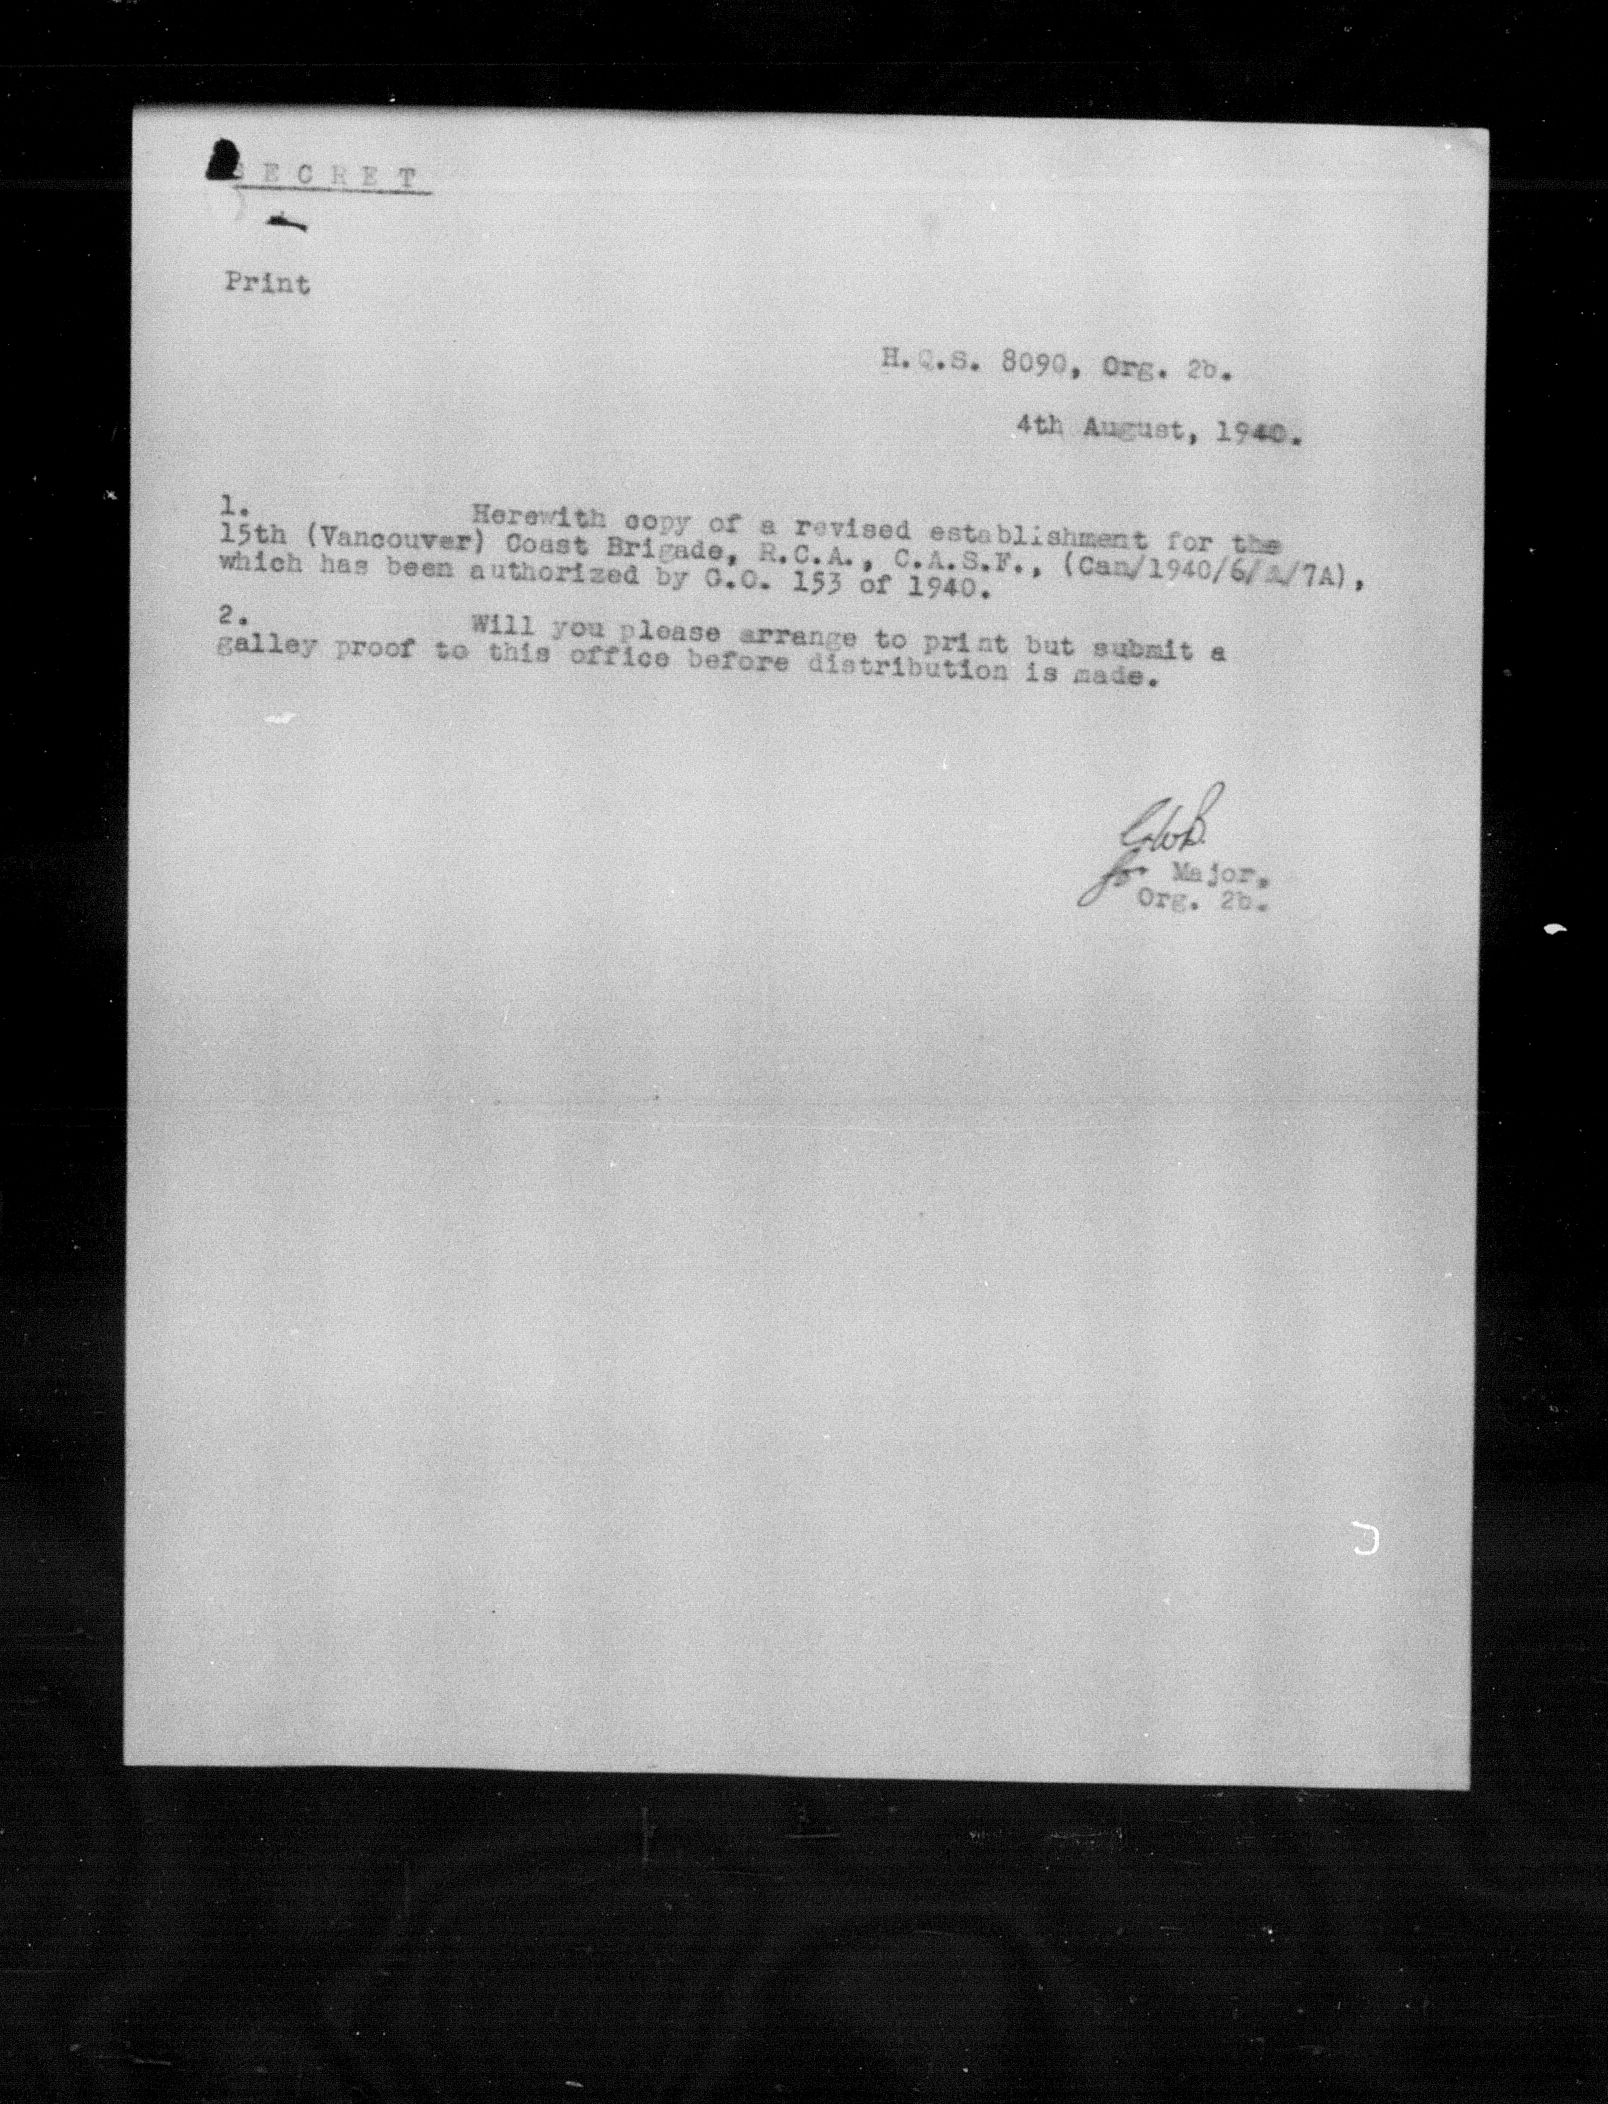 SECRET
Print
H.Q.S. 8090, Org. 2b.
4th August, 1940.
1. Herewith copy of a revised establishment for the
15th (Vancouver) Coast Brigade, R.C.A., C.A.S.F., (Can/1940/6/A/7A),
which has been authorized by G.O. 153 of 1940.
2. Will you please arrange to print but submit a
galley proof to this office before distribution is made.
for Major,
Org. 2b.